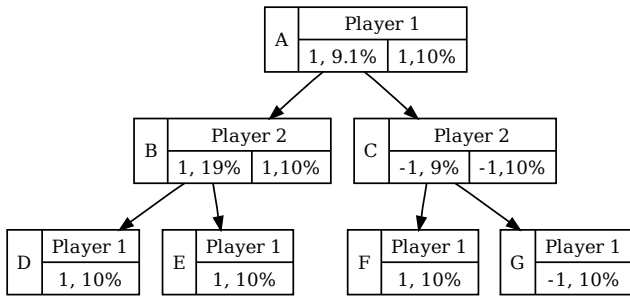 A
Player 1
1, 9.1%
1,10%
B
Player 2
1, 19%
1,10%
C
Player 2
-1, 9%
-1,10%
D
Player 1
1, 10%
E
Player 1
1, 10%
F
Player 1
1, 10%
G
Player 1
-1, 10%